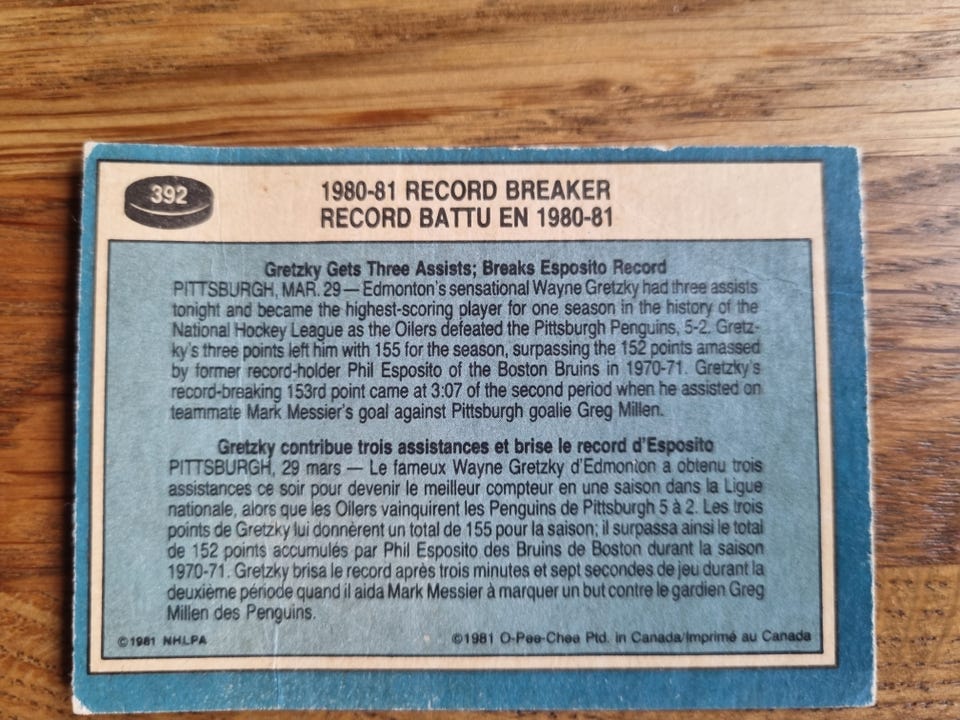 392
1980-81 RECORD BREAKER
RECORD BATTU EN 1980-81
Gretzky Gets Three Assists; Breaks Esposito Record
PITTSBURGH, MAR. 29 — Edmonton's sensational Wayne Gretzky had three assists
tonight and became the highest-scoring player for one season in the history of the
National Hockey League as the Oilers defeated the Pittsburgh Penguins, 5-2. Gretz-
ky's three points left him with 155 for the season, surpassing the 152 points amassed
by former record-holder Phil Esposito of the Boston Bruins in 1970-71. Gretzky's
record-breaking 153rd point came at 3:07 of the second period when he assisted on
teammate Mark Messier's goal against Pittsburgh goalie Greg Millen.
Gretzky contribue trois assistances et brise le record d'Esposito
PITTSBURGH, 29 mars — Le fameux Wayne Gretzky d'Edmonton a obtenu trois
assistances ce soir pour devenir le meilleur compteur en une saison dans la Ligue
nationale, alors que les Oilers vainquirent les Penguins de Pittsburgh 5 à 2. Les trois
points de Gretzky lui donnèrent un total de 155 pour la saison; il surpassa ainsi le total
de 152 points accumulés par Phil Esposito des Bruins de Boston durant la saison
1970-71. Gretzky brisa le record après trois minutes et sept secondes de jeu durant la
deuxième période quand il aida Mark Messier à marquer un but contre le gardien Greg
Millen des Penguins.
©1981 NHLPA
©1981 O-Pee-Chee Ptd. in Canada/Imprimé au Canada